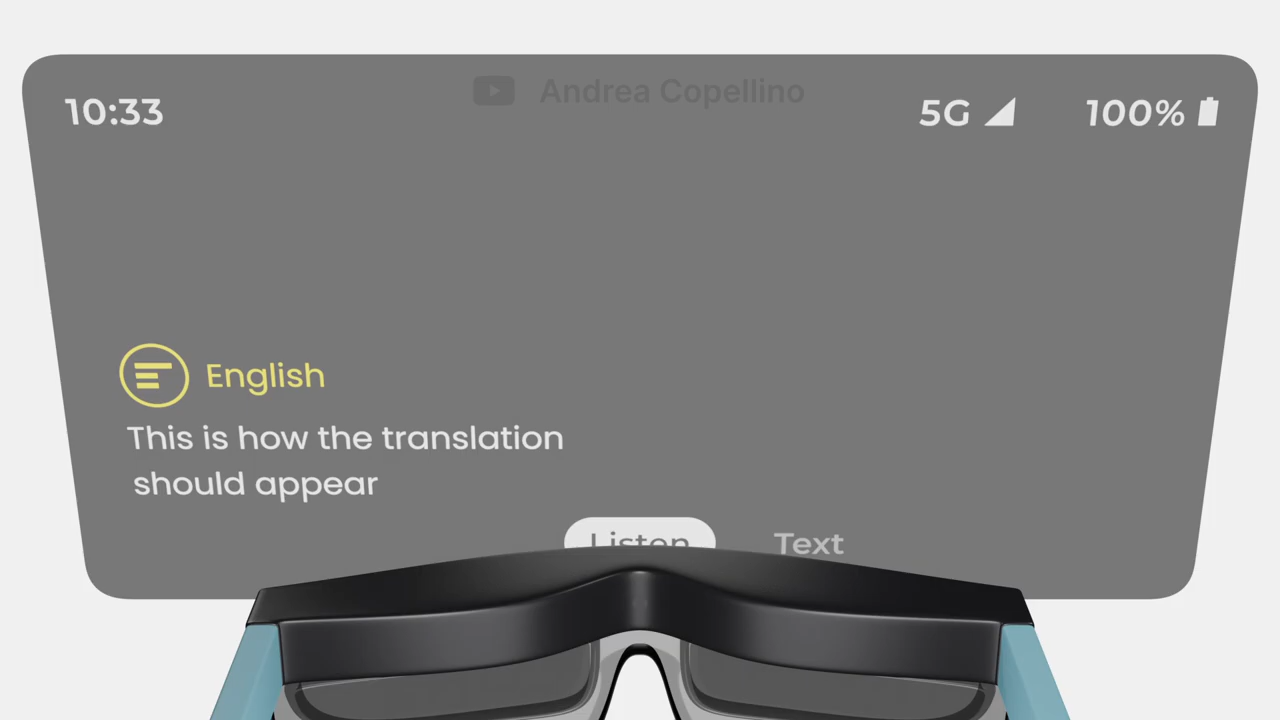 Andrea Copellino
10:33
5G
100%
English
This is how the translation
should appear
Listen
Text